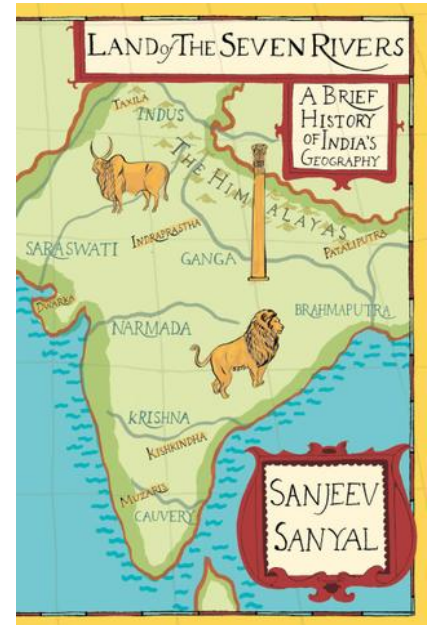 LAND of THE SEVEN RIVERS
A BRIEF
HISTORY
OF INDIA'S
GEOGRAPHY
TAXILA
INDUS
THE HIMALAYAS
INDRAPRASTHA
SARASWATI
GANGA
PATALIPUTRA
DWARKA
NARMADA
BRAHMAPUTRA
KRISHNA
KISHKINDHA
MUZARIS
CAUVERY
SANJEEV
SANYAL